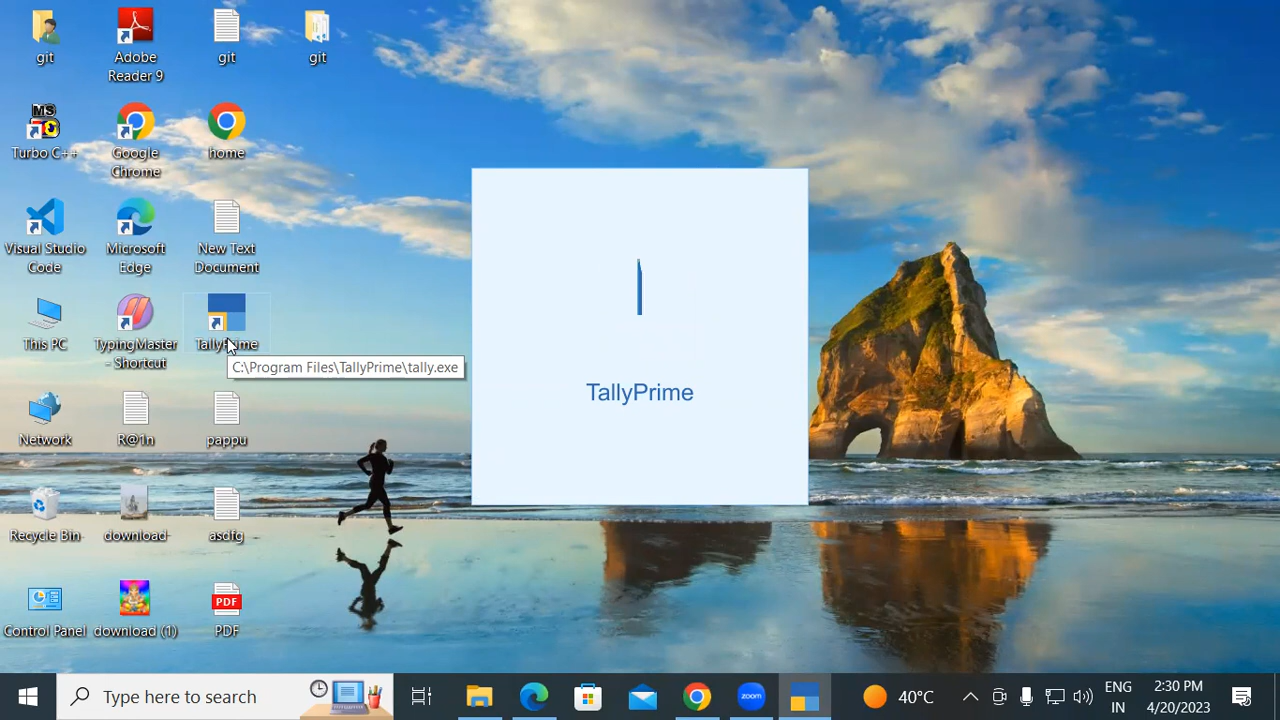 git
Adobe
Reader 9
git
git
MS
Turbo C++
Google
Chrome
home
Visual Studio
Code
Microsoft
Edge
New Text
Document
This PC
TypingMaster
- Shortcut
TallyPrime
C:\Program Files\TallyPrime\tally.exe
TallyPrime
Network
R@1n
pappu
Recycle Bin
download
asdfg
Control Panel
download (1)
PDF
PDF
Type here to search
zoom
40°C
ENG
IN
2:30 PM
4/20/2023